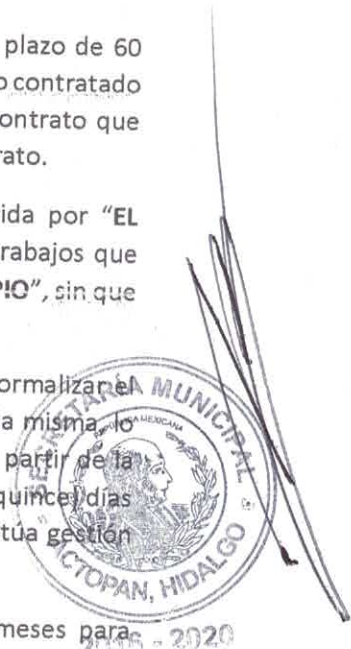 plazo de 60
o contratado
ontrato que
rato.
ida por "EL
rabajos que
PIO", sin que
ormalizar el
a misma, lo
partir de la
quince) días
túa gestión
meses para
SECRETARÍA MUNICIPAL
ACTOPAN, HIDALGO
2016 - 2020